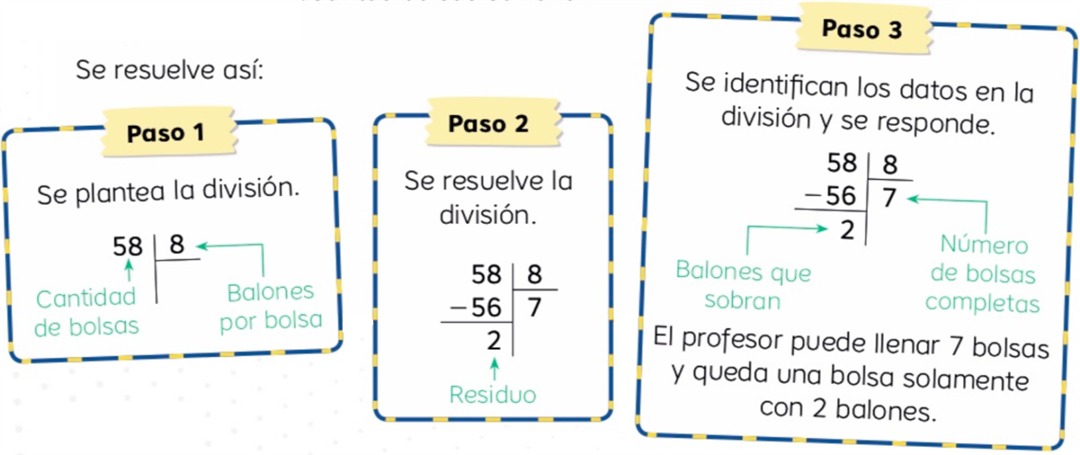 Se resuelve así:
Paso 1
Se plantea la división.
58 8
Cantidad
de bolsas
Balones
por bolsa
Paso 2
Se resuelve la
división.
58 8
−56 7
2
Residuo
Paso 3
Se identifican los datos en la
división y se responde.
58 8
−56 7
2
Balones que
sobran
Número
de bolsas
completas
El profesor puede llenar 7 bolsas
y queda una bolsa solamente
con 2 balones.